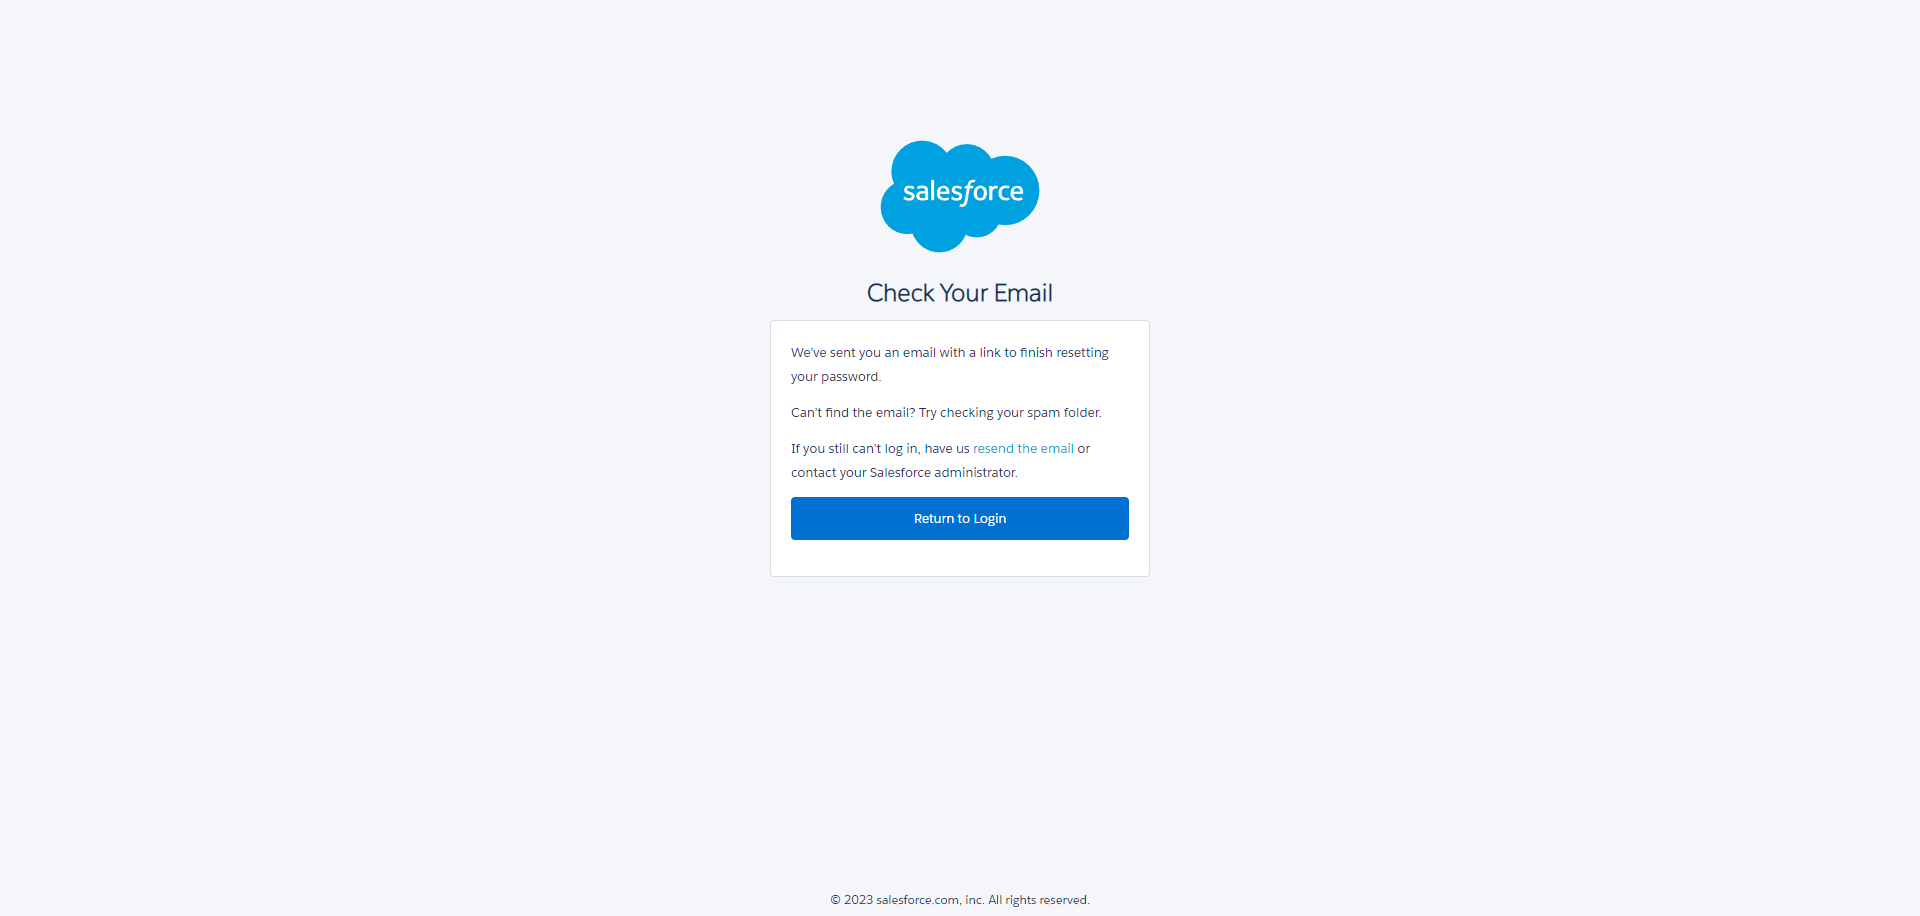 salesforce
Check Your Email
We’ve sent you an email with a link to finish resetting
your password.
Can’t find the email? Try checking your spam folder.
If you still can’t log in, have us resend the email or
contact your Salesforce administrator.
Return to Login
© 2023 salesforce.com, inc. All rights reserved.